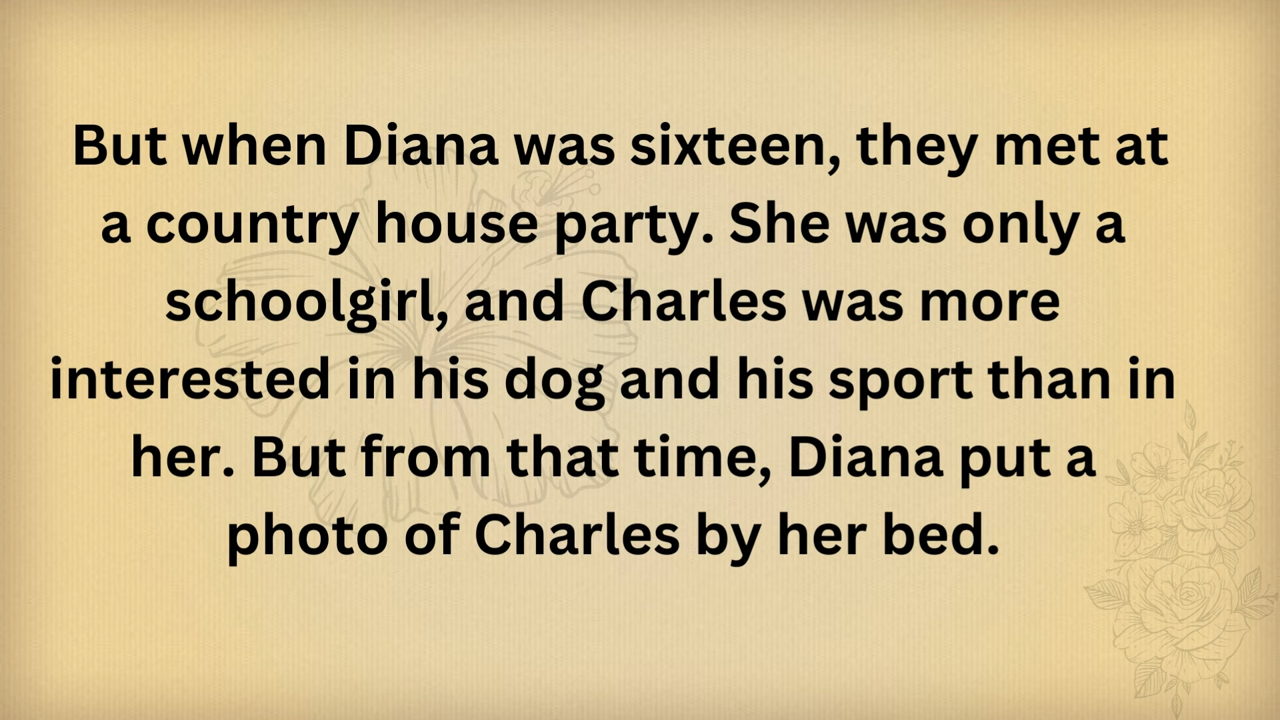 But when Diana was sixteen, they met at
a country house party. She was only a
schoolgirl, and Charles was more
interested in his dog and his sport than in
her. But from that time, Diana put a
photo of Charles by her bed.